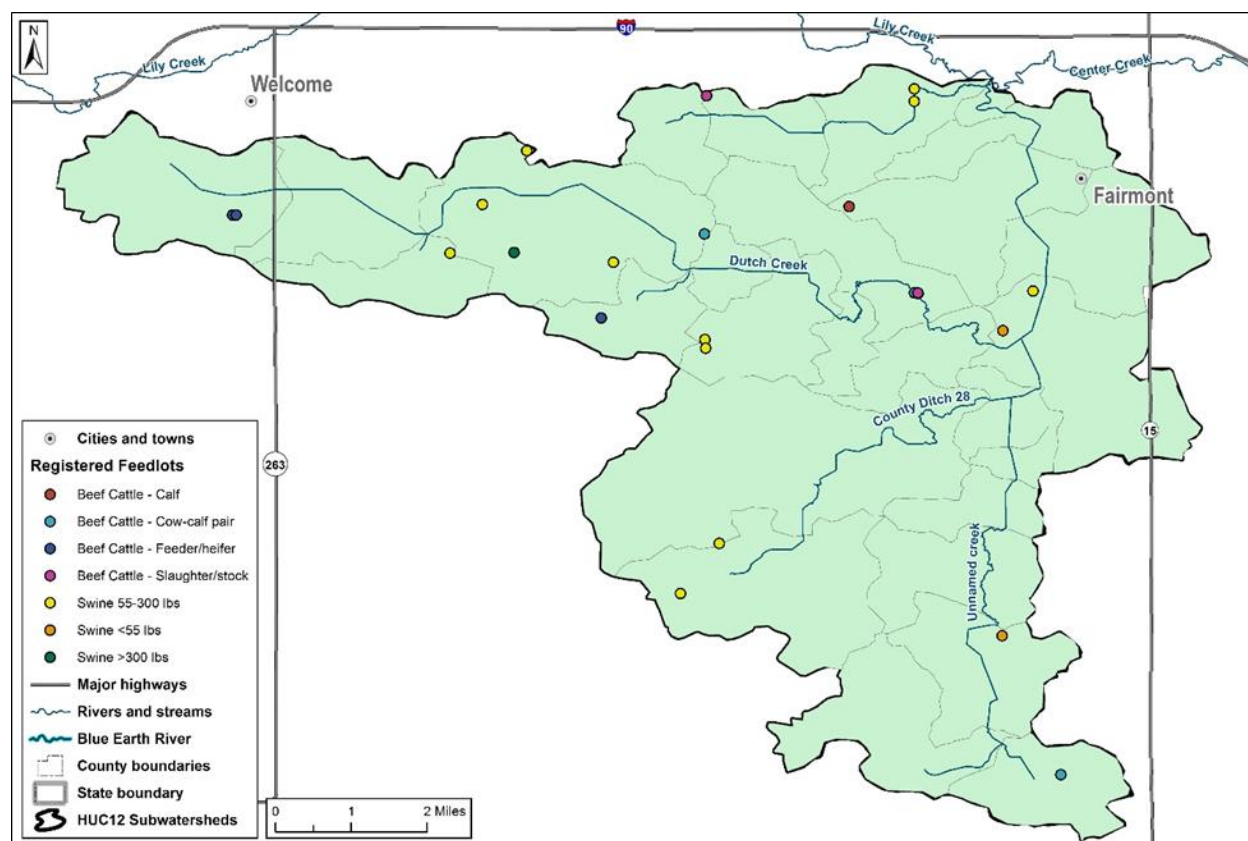 N
90
Lily Creek
Lily Creek
Center Creek
Welcome
Fairmont
Dutch Creek
County Ditch 28
15
263
Unnamed creek
Cities and towns
Registered Feedlots
Beef Cattle - Calf
Beef Cattle - Cow-calf pair
Beef Cattle - Feeder/heifer
Beef Cattle - Slaughter/stock
Swine 55-300 lbs
Swine <55 lbs
Swine >300 lbs
Major highways
Rivers and streams
Blue Earth River
County boundaries
State boundary
HUC12 Subwatersheds
0 1 2 Miles